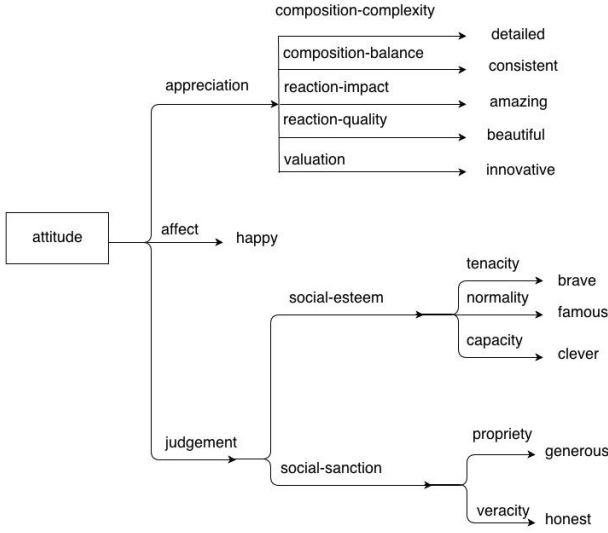 composition-complexity
detailed
composition-balance
consistent
appreciation
reaction-impact
amazing
reaction-quality
beautiful
valuation
innovative
attitude
affect
happy
tenacity
brave
social-esteem
normality
famous
capacity
clever
judgement
propriety
generous
social-sanction
veracity
honest